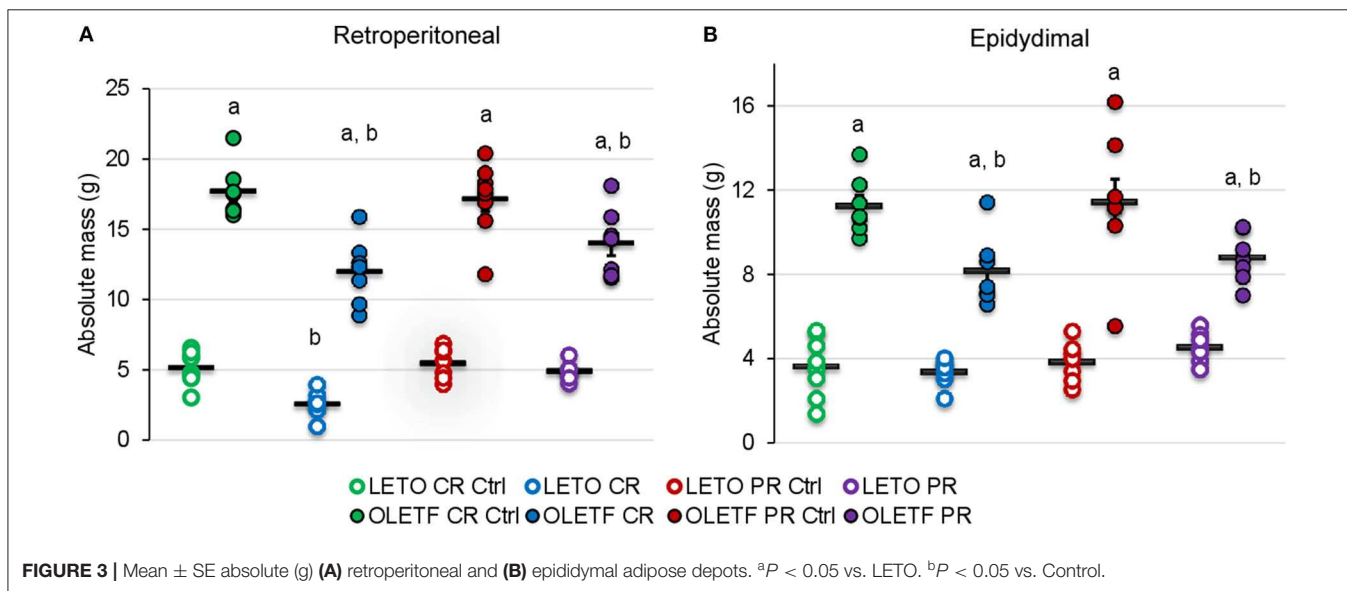 A
Retroperitoneal
Absolute mass (g)
25
20
15
10
5
0
a
a, b
a
a, b
b
B
Epidydimal
Absolute mass (g)
16
12
8
4
0
a
a, b
a
a, b
LETO CR Ctrl LETO CR LETO PR Ctrl LETO PR
OLETF CR Ctrl OLETF CR OLETF PR Ctrl OLETF PR
FIGURE 3 | Mean ± SE absolute (g) (A) retroperitoneal and (B) epididymal adipose depots. ᵃP < 0.05 vs. LETO. ᵇP < 0.05 vs. Control.